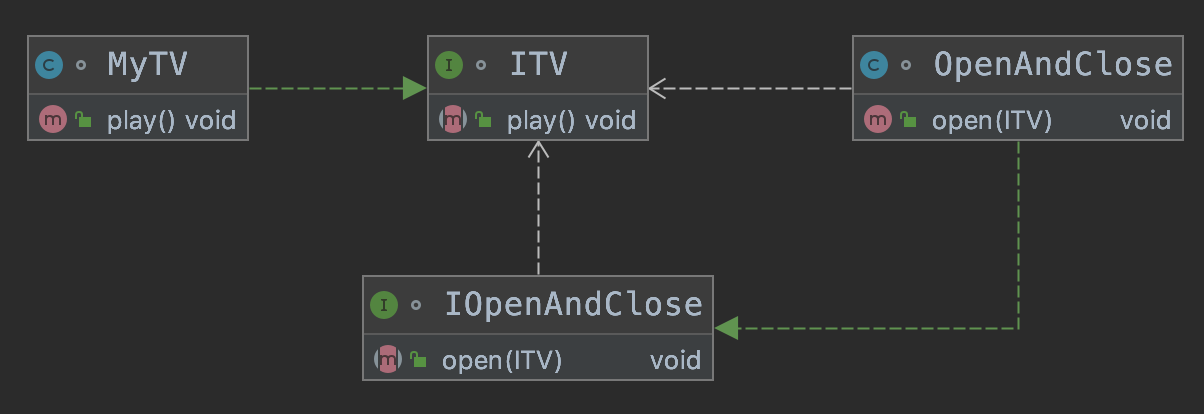 C MyTV
m play() void
I ITV
m play() void
C OpenAndClose
m open(ITV) void
I IOpenAndClose
m open(ITV) void